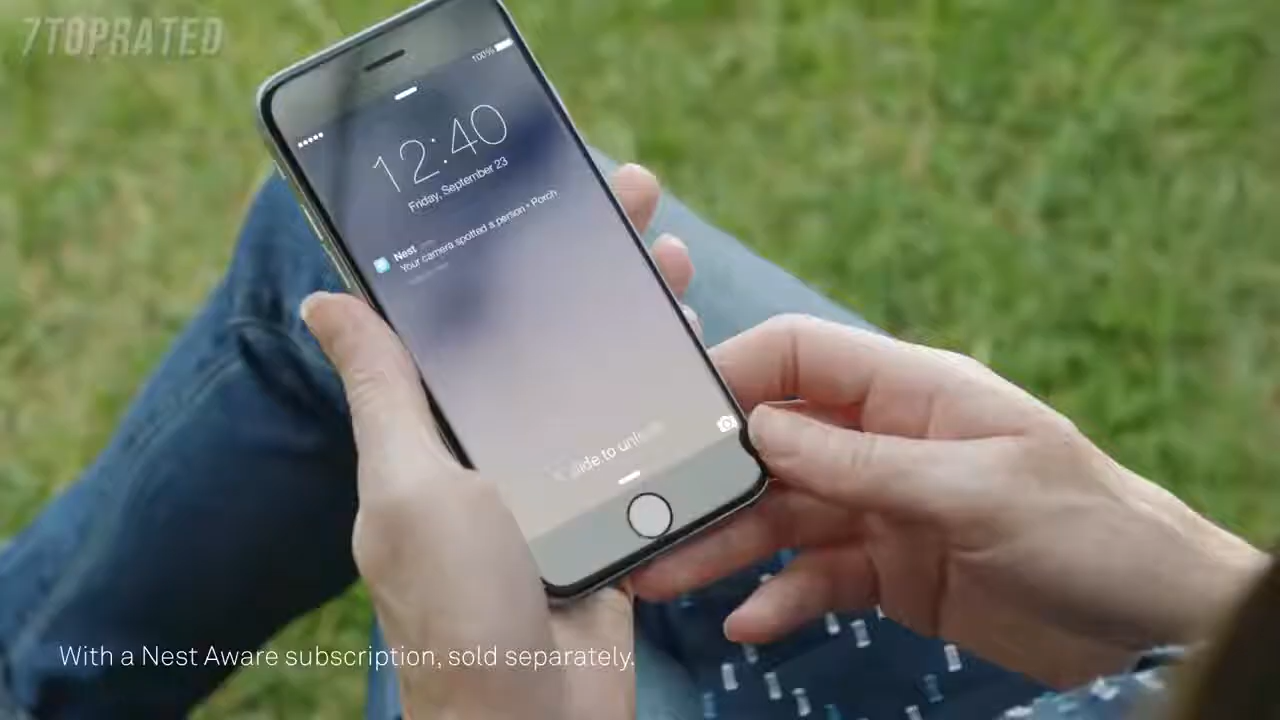 7TOPRATED
100%
12:40
Friday, September 23
Nest
Your camera spotted a person • Porch
to
With a Nest Aware subscription, sold separately.